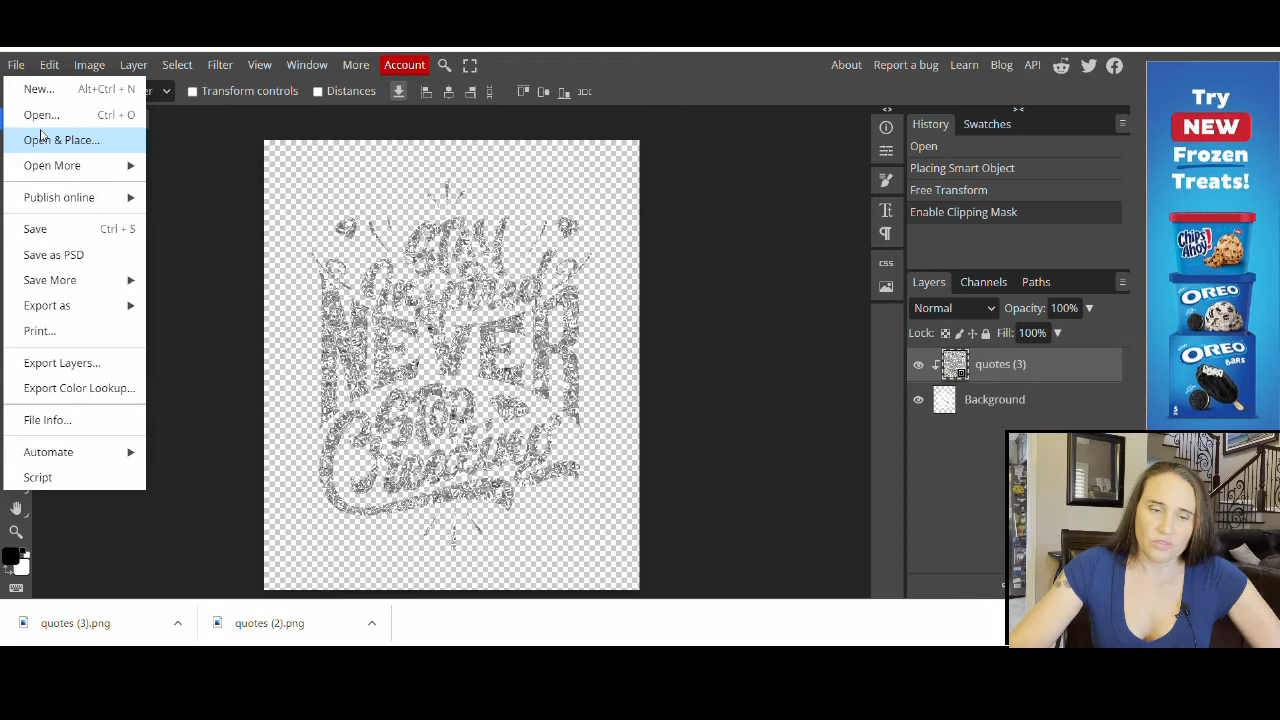 File Edit Image Layer Select Filter View Window More Account About Report a bug Learn Blog API
Transform controls Distances
New... Alt+Ctrl + N
Open... Ctrl + O
Open & Place...
Open More
Publish online
Save Ctrl + S
Save as PSD
Save More
Export as
Print...
Export Layers...
Export Color Lookup...
File Info...
Automate
Script
STAY
NEVER
STOP
History Swatches
Open
Placing Smart Object
Free Transform
Enable Clipping Mask
CSS
Layers Channels Paths
Normal Opacity: 100%
Lock: Fill: 100%
quotes (3)
Background
Try
NEW
Frozen
Treats!
CHIPS AHOY!
OREO
OREO
BARS
quotes (3).png quotes (2).png